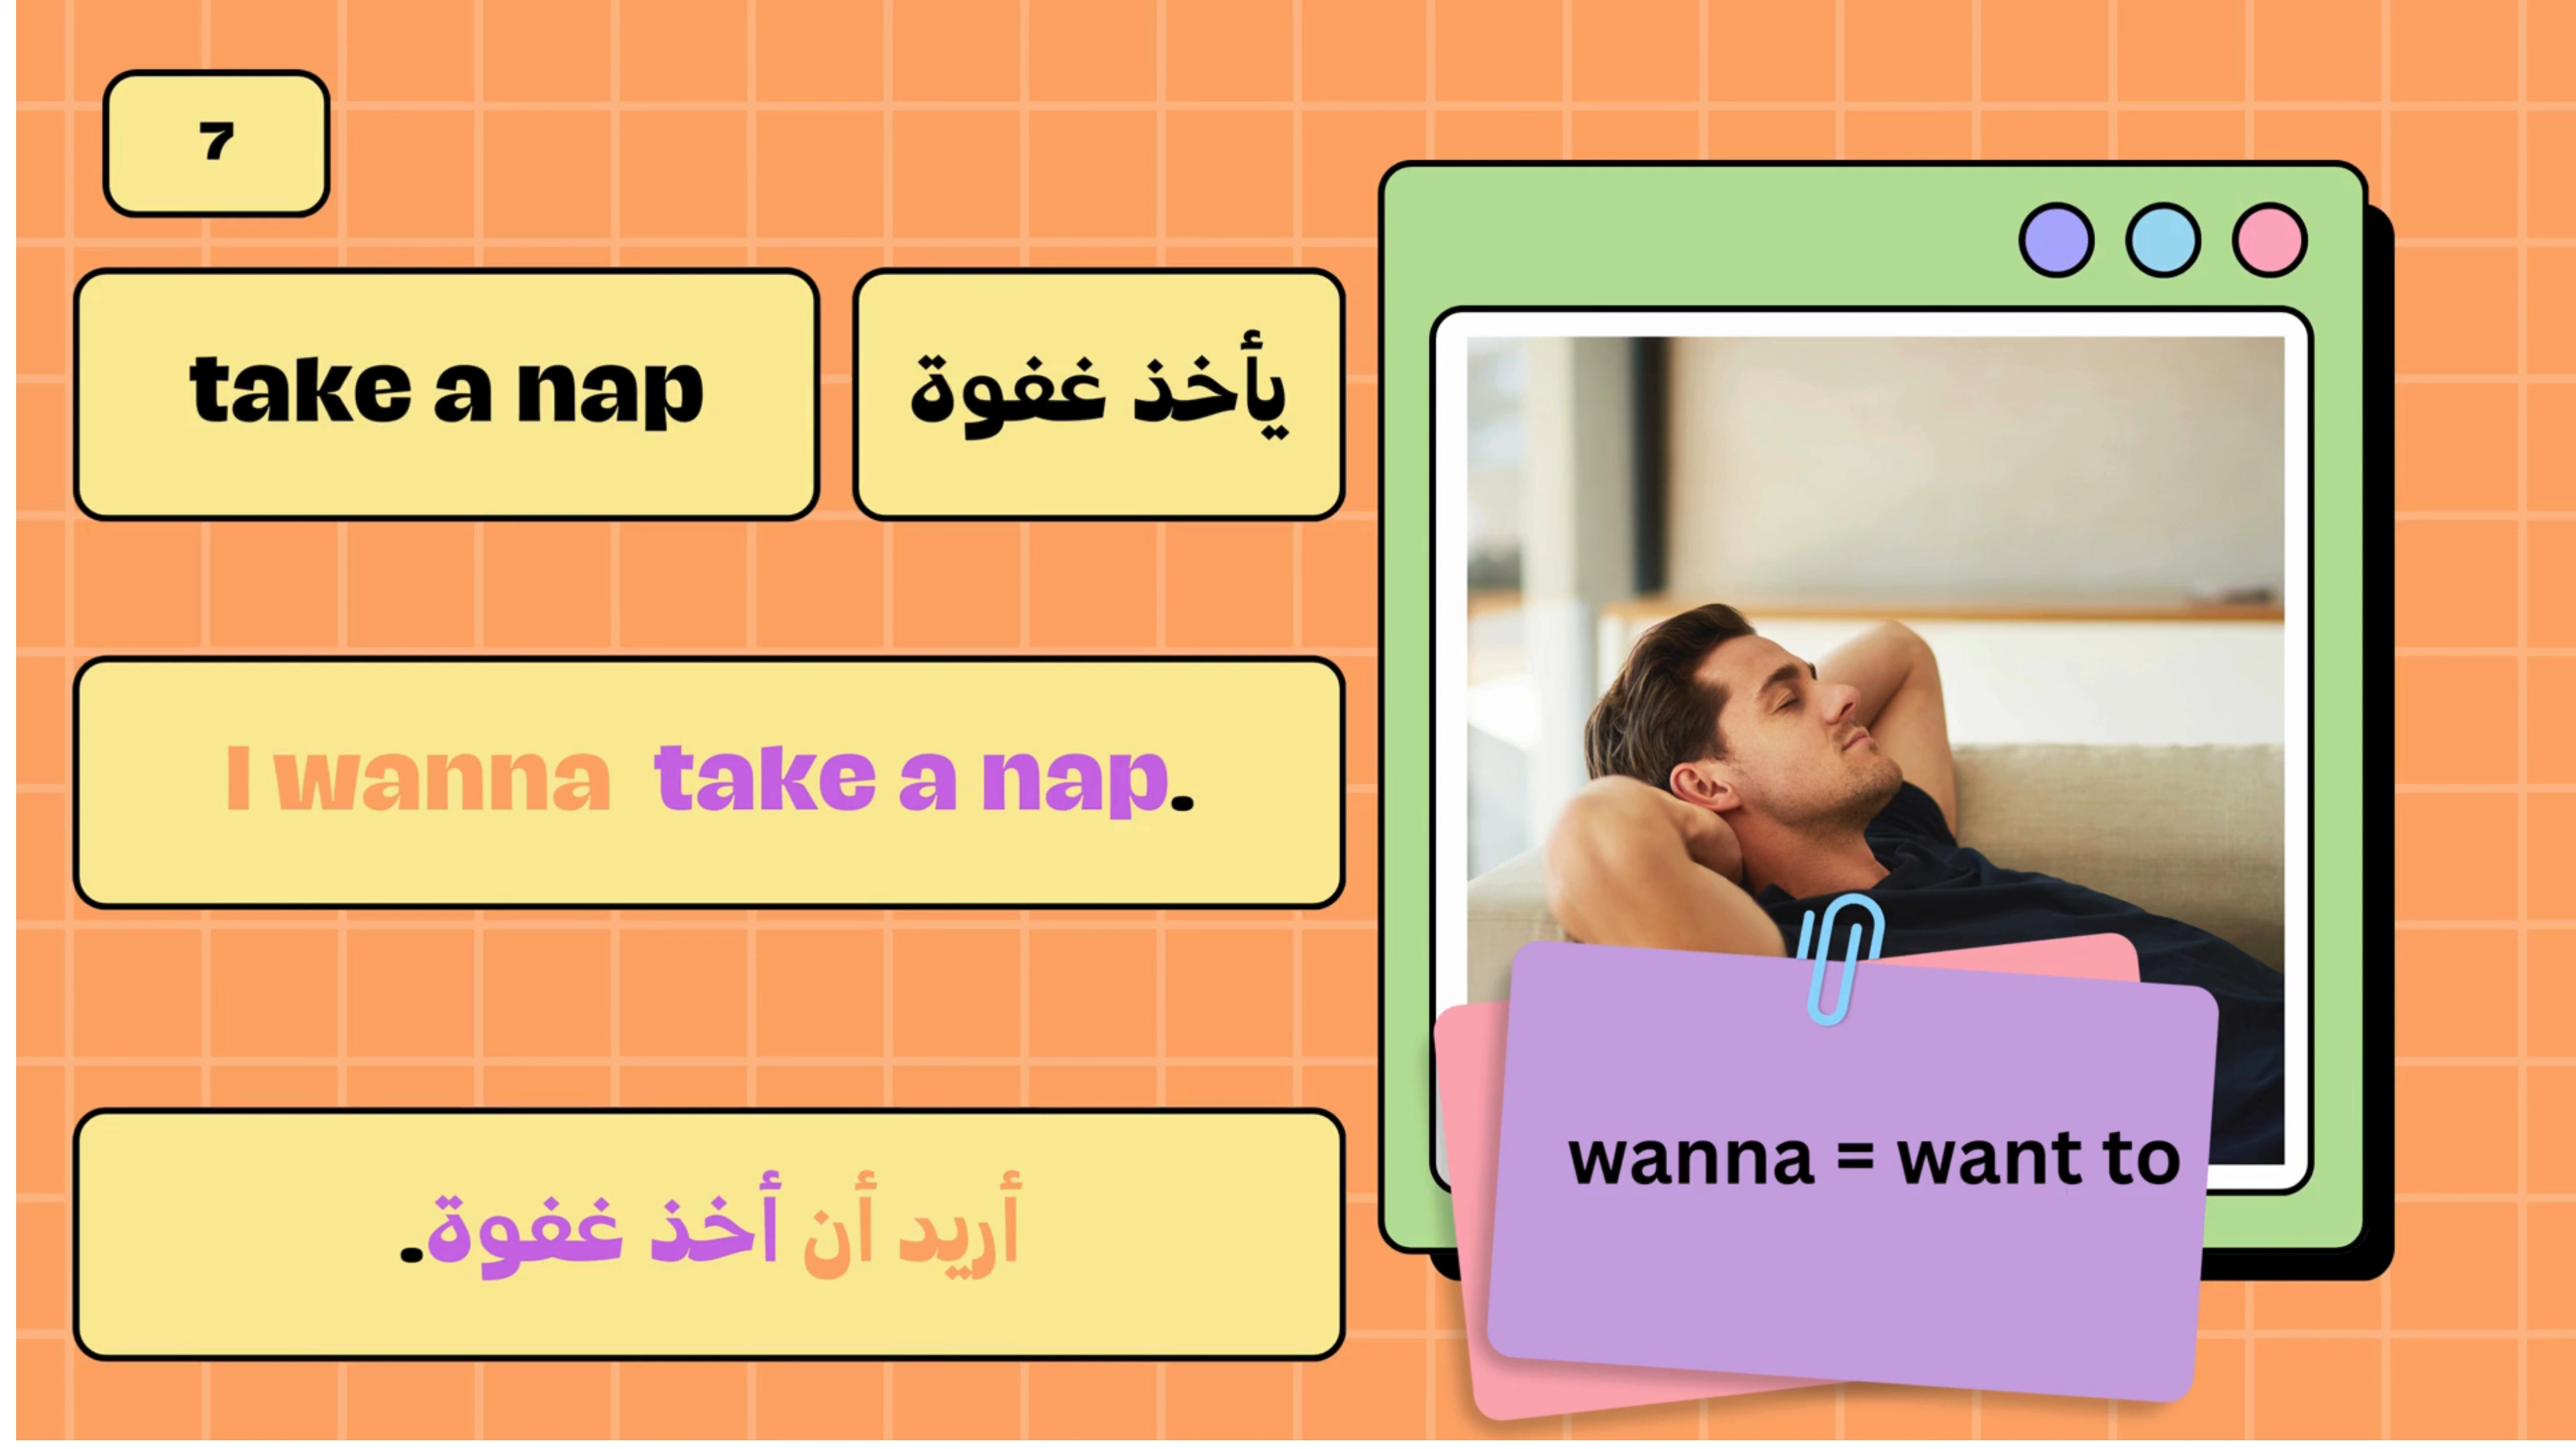 7
take a nap
يأخذ غفوة
I wanna take a nap.
أريد أن أخذ غفوة.
wanna = want to